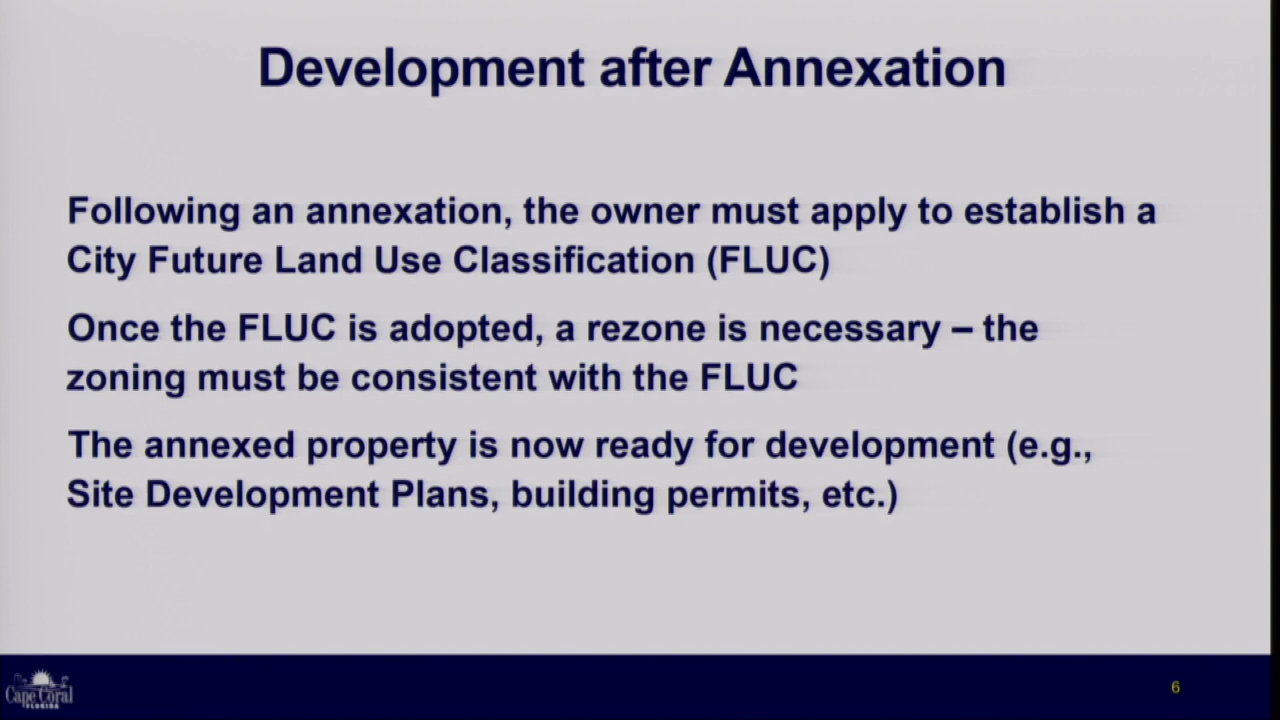 Development after Annexation
Following an annexation, the owner must apply to establish a
City Future Land Use Classification (FLUC)
Once the FLUC is adopted, a rezone is necessary – the
zoning must be consistent with the FLUC
The annexed property is now ready for development (e.g.,
Site Development Plans, building permits, etc.)
Cape Coral
FLORIDA
6